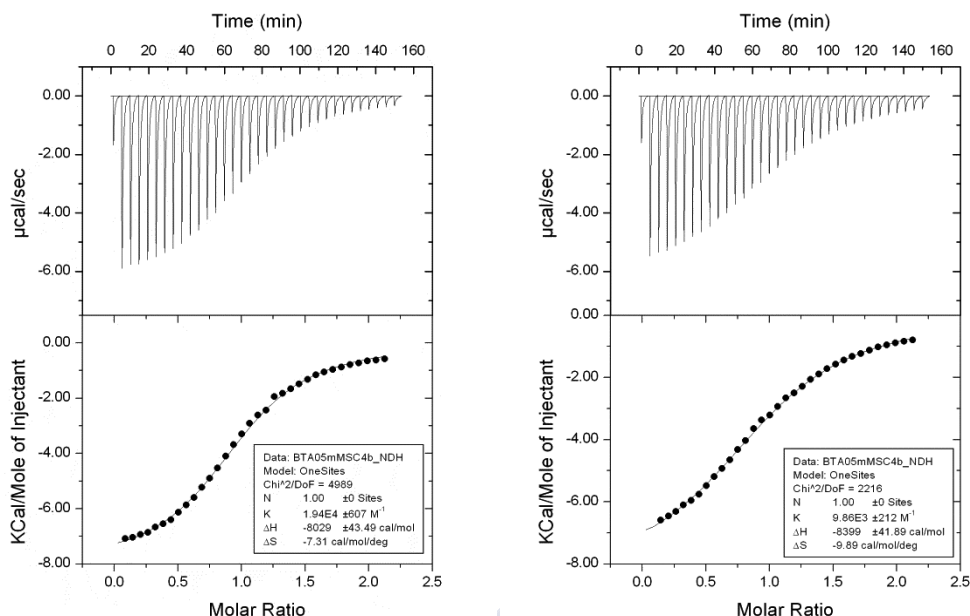 Time (min)
0 20 40 60 80 100 120 140 160
0.00
-2.00
-4.00
-6.00
µcal/sec
0.00
-2.00
-4.00
-6.00
-8.00
KCal/Mole of Injectant
Data: BTA05mMSC4b_NDH
Model: OneSites
Chi^2/DoF = 4989
N 1.00 ±0 Sites
K 1.94E4 ±607 M-1
ΔH -8029 ±43.49 cal/mol
ΔS -7.31 cal/mol/deg
0.0 0.5 1.0 1.5 2.0 2.5
Molar Ratio
Time (min)
0 20 40 60 80 100 120 140 160
0.00
-2.00
-4.00
-6.00
µcal/sec
0.00
-2.00
-4.00
-6.00
-8.00
KCal/Mole of Injectant
Data: BTA05mMSC4b_NDH
Model: OneSites
Chi^2/DoF = 2216
N 1.00 ±0 Sites
K 9.86E3 ±212 M-1
ΔH -8399 ±41.89 cal/mol
ΔS -9.89 cal/mol/deg
0.0 0.5 1.0 1.5 2.0 2.5
Molar Ratio